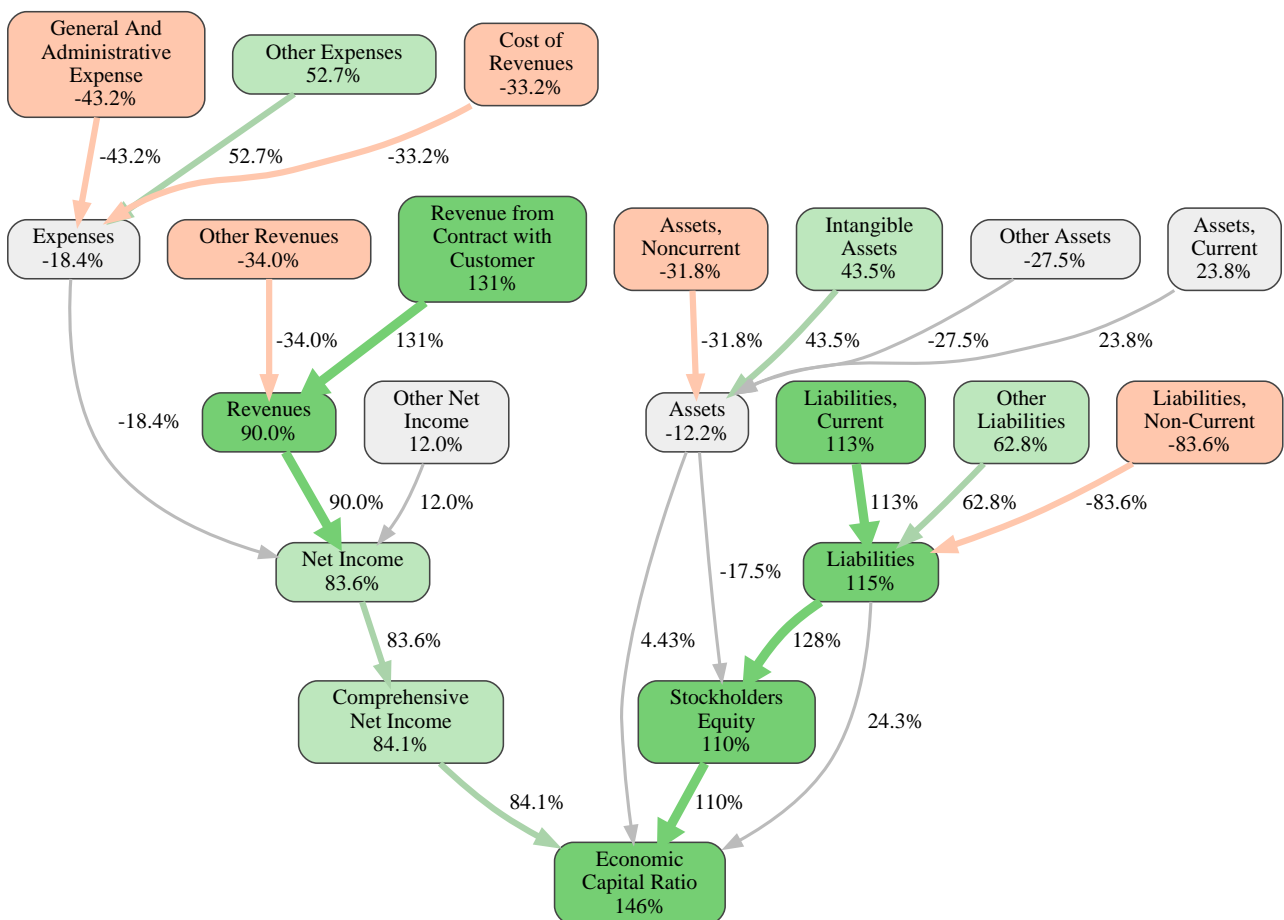 General And
Administrative
Expense
-43.2%
Other Expenses
52.7%
Cost of
Revenues
-33.2%
-43.2%
52.7%
-33.2%
Expenses
-18.4%
Other Revenues
-34.0%
Revenue from
Contract with
Customer
131%
Assets,
Noncurrent
-31.8%
Intangible
Assets
43.5%
Other Assets
-27.5%
Assets,
Current
23.8%
-34.0%
131%
-31.8%
43.5%
-27.5%
23.8%
-18.4%
Revenues
90.0%
Other Net
Income
12.0%
Assets
-12.2%
Liabilities,
Current
113%
Other
Liabilities
62.8%
Liabilities,
Non-Current
-83.6%
90.0%
12.0%
113%
62.8%
-83.6%
Net Income
83.6%
-17.5%
Liabilities
115%
83.6%
4.43%
128%
Comprehensive
Net Income
84.1%
Stockholders
Equity
110%
24.3%
84.1%
110%
Economic
Capital Ratio
146%